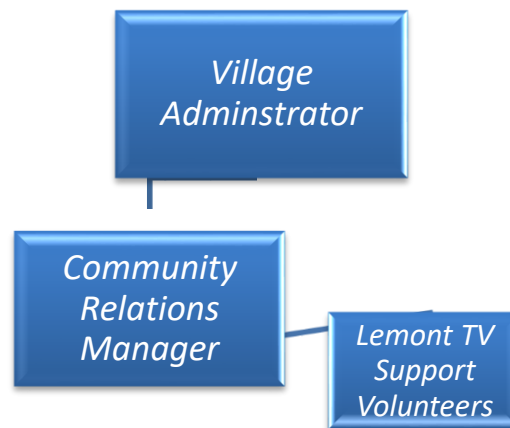 Village
Adminstrator
Community
Relations
Manager
Lemont TV
Support
Volunteers